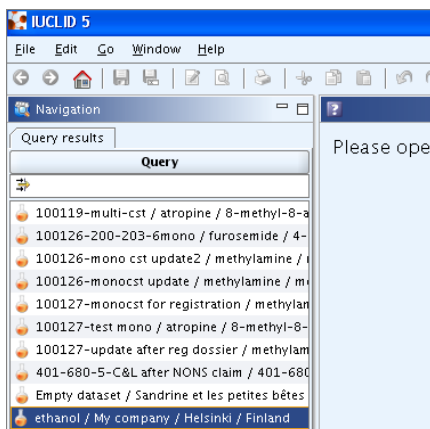 IUCLID 5
File Edit Go Window Help
Navigation
Query results
Please ope
Query
100119-multi-cst / atropine / 8-methyl-8-a
100126-200-203-6mono / furosemide / 4-
100126-mono cst update2 / methylamine /
100126-monocst update / methylamine / m
100127-monocst for registration / methylan
100127-test mono / atropine / 8-methyl-8-
100127-update after reg dossier / methylam
401-680-5-C&L after NONS claim / 401-680
Empty dataset / Sandrine et les petites bêtes
ethanol / My company / Helsinki / Finland